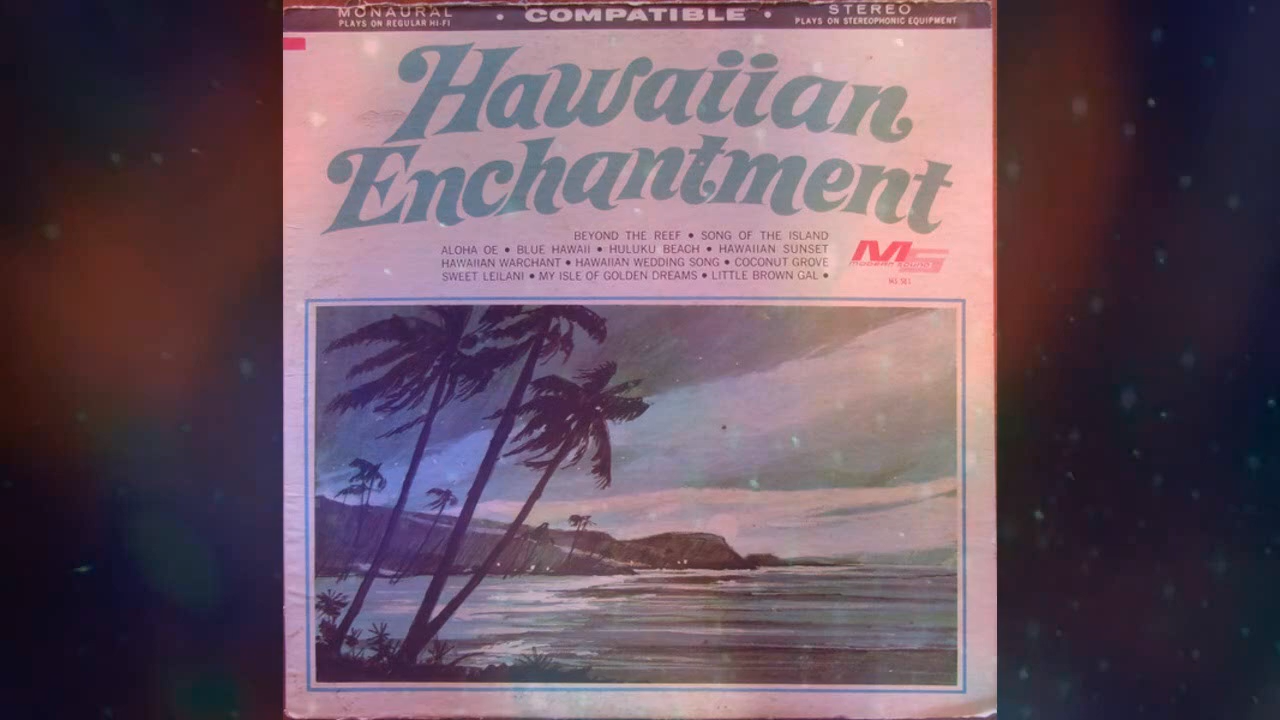 MONAURAL • COMPATIBLE • STEREO
PLAYS ON REGULAR HI-FI PLAYS ON STEREOPHONIC EQUIPMENT
Hawaiian
Enchantment
BEYOND THE REEF • SONG OF THE ISLAND
ALOHA OE • BLUE HAWAII • HULUKU BEACH • HAWAIIAN SUNSET
HAWAIIAN WARCHANT • HAWAIIAN WEDDING SONG • COCONUT GROVE
SWEET LEILANI • MY ISLE OF GOLDEN DREAMS • LITTLE BROWN GAL •
MS
MODERN SOUND